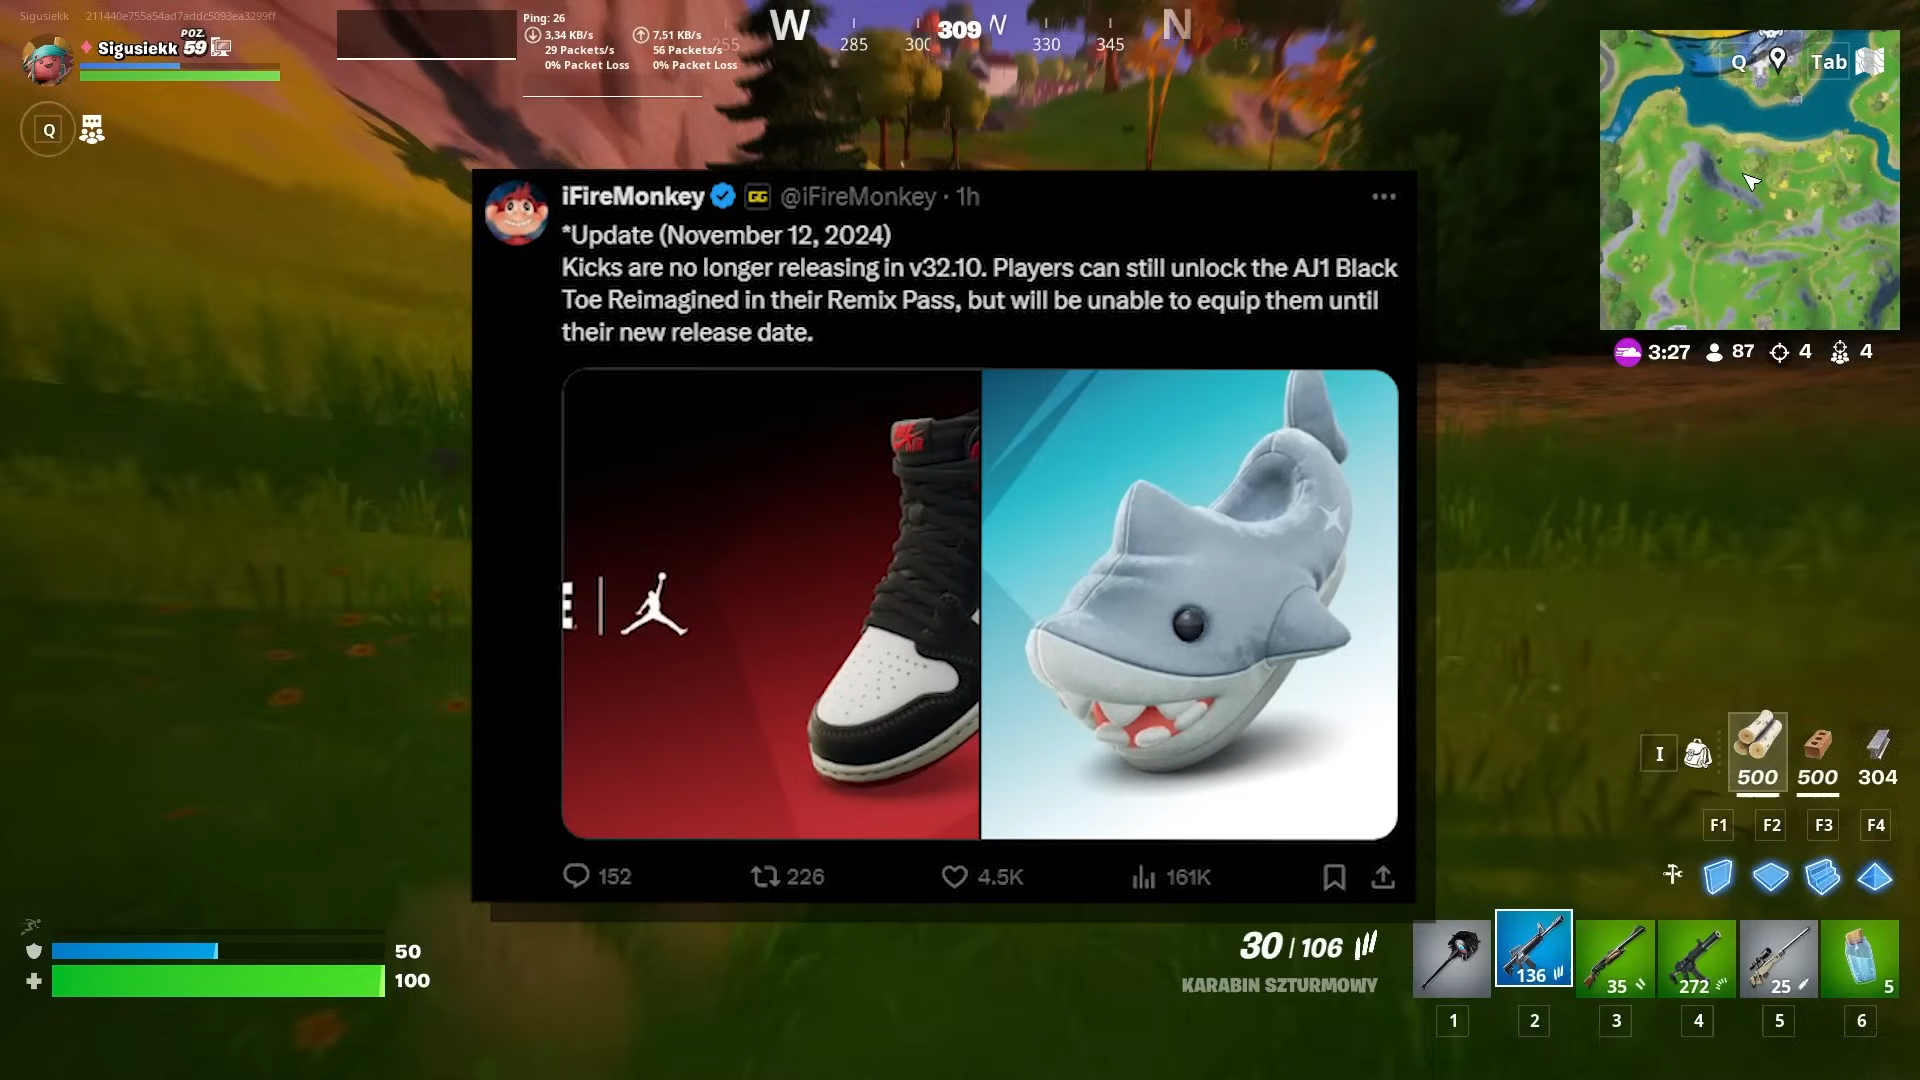 Sigusiekk 211440e755a54ad7addc5093ea3299ff
Sigusiekk POZ. 59
Q
Ping: 26
3,34 KB/s 7,51 KB/s
29 Packets/s 56 Packets/s
0% Packet Loss 0% Packet Loss
255 W 285 300 309 NW 330 345 N 15
Q Tab
3:27 87 4 4
iFireMonkey GG @iFireMonkey · 1h
*Update (November 12, 2024)
Kicks are no longer releasing in v32.10. Players can still unlock the AJ1 Black
Toe Reimagined in their Remix Pass, but will be unable to equip them until
their new release date.
E
152 226 4.5K 161K
I 500 500 304
F1 F2 F3 F4
50
100
30 / 106
KARABIN SZTURMOWY
136 35 272 25 5
1 2 3 4 5 6